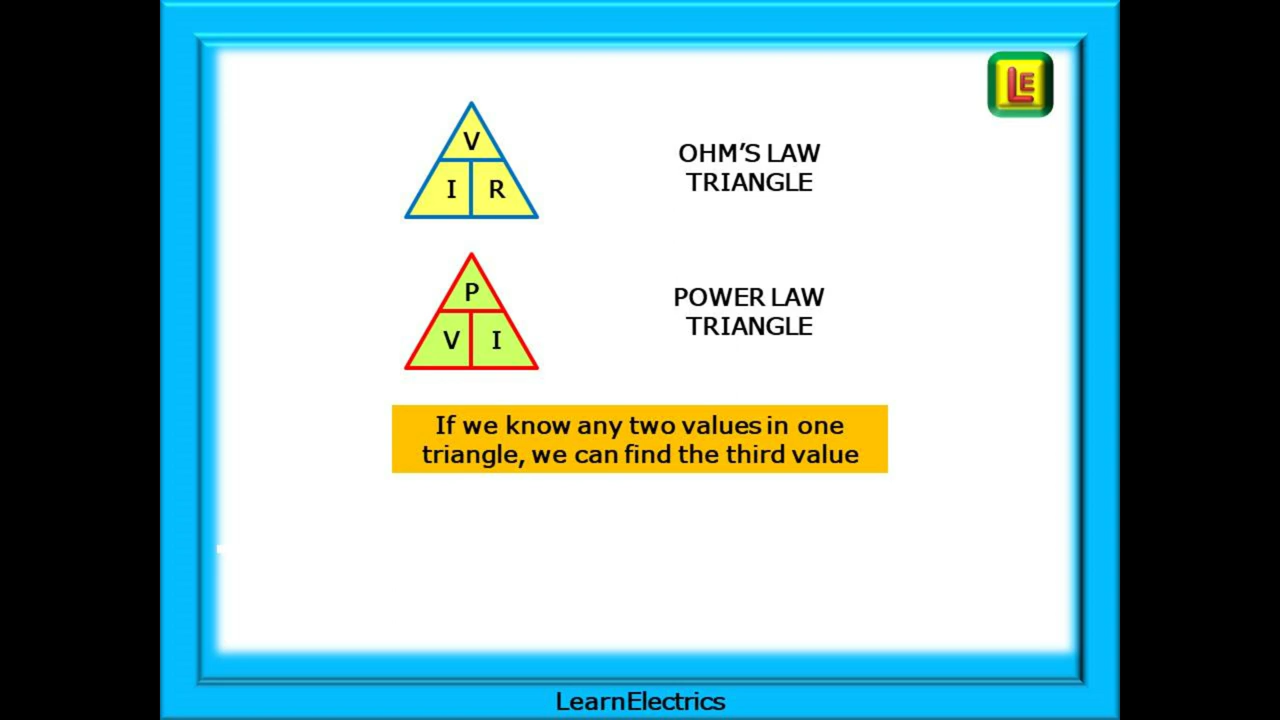 LE
V
I R
OHM'S LAW
TRIANGLE
P
V I
POWER LAW
TRIANGLE
If we know any two values in one
triangle, we can find the third value
LearnElectrics